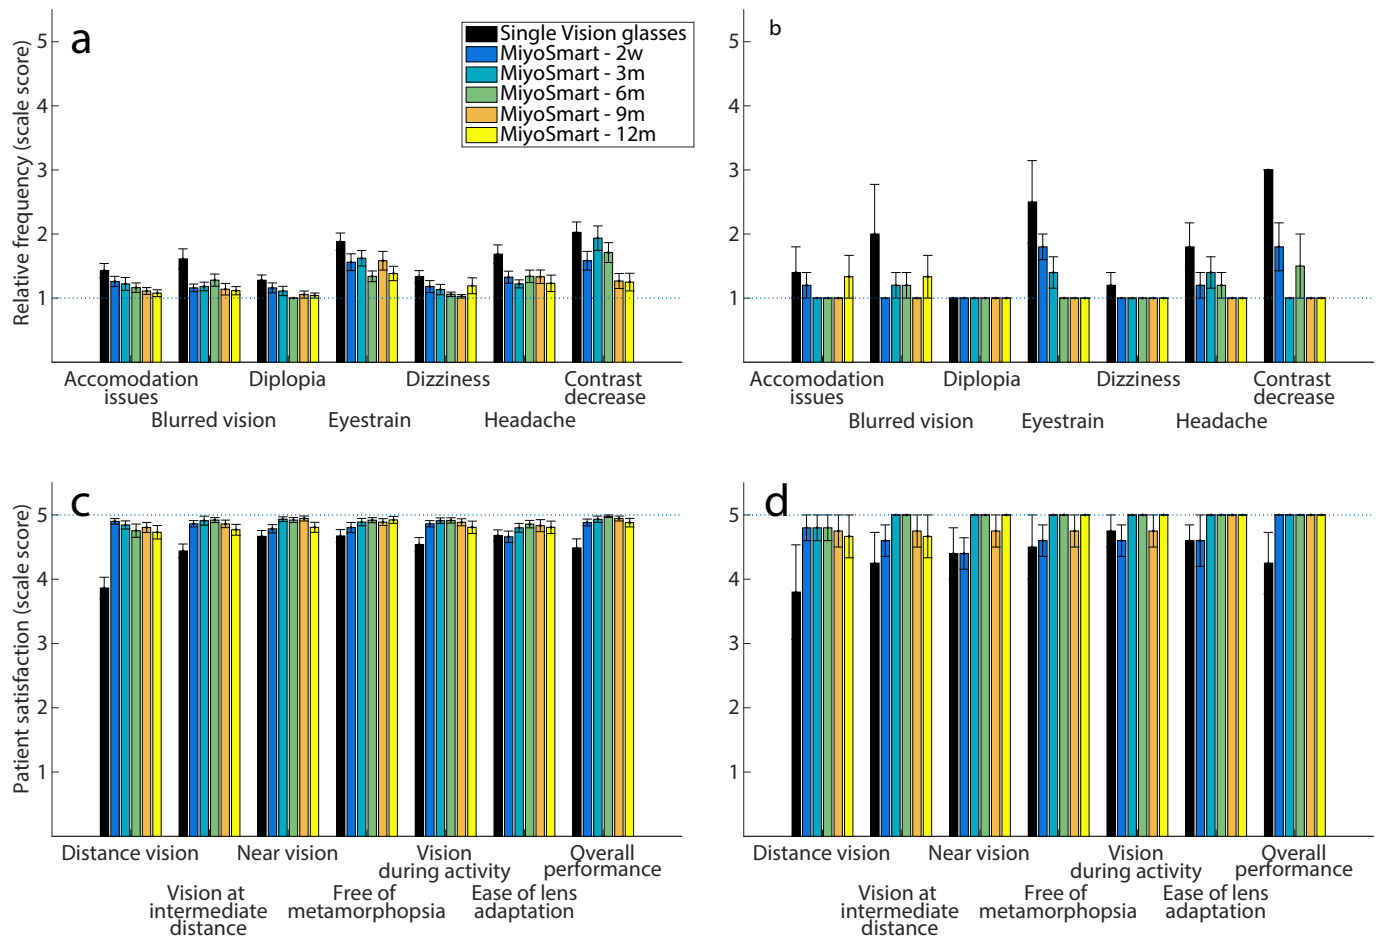 a
Single Vision glasses
MiyoSmart - 2w
MiyoSmart - 3m
MiyoSmart - 6m
MiyoSmart - 9m
MiyoSmart - 12m
Relative frequency (scale score)
5
4
3
2
1
Accomodation
issues
Blurred vision
Diplopia
Eyestrain
Dizziness
Headache
Contrast
decrease
b
5
4
3
2
1
Accomodation
issues
Blurred vision
Diplopia
Eyestrain
Dizziness
Headache
Contrast
decrease
c
Patient satisfaction (scale score)
5
4
3
2
1
Distance vision
Vision at
intermediate
distance
Near vision
Free of
metamorphopsia
Vision
during activity
Ease of lens
adaptation
Overall
performance
d
5
4
3
2
1
Distance vision
Vision at
intermediate
distance
Near vision
Free of
metamorphopsia
Vision
during activity
Ease of lens
adaptation
Overall
performance